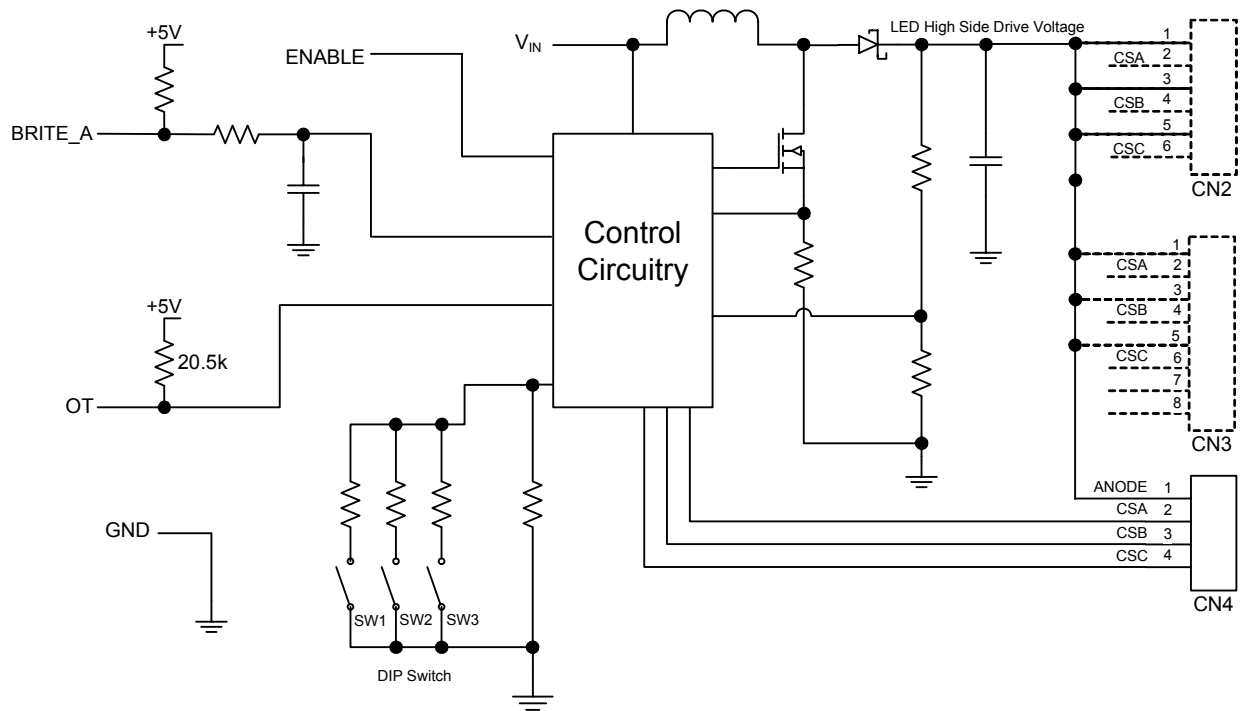 +5V
ENABLE
BRITE_A
V_IN
LED High Side Drive Voltage
1
CSA 2
3
CSB 4
5
CSC 6
CN2
Control
Circuitry
1
CSA 2
3
CSB 4
5
CSC 6
7
8
CN3
+5V
20.5k
OT
ANODE 1
CSA 2
CSB 3
CSC 4
CN4
GND
SW1 SW2 SW3
DIP Switch